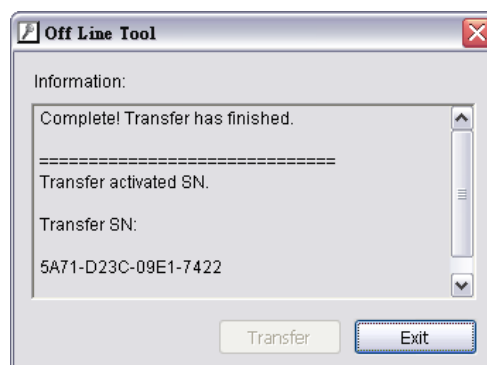 Off Line Tool
Information:
Complete! Transfer has finished.
==============================
Transfer activated SN.
Transfer SN:
5A71-D23C-09E1-7422
Transfer Exit